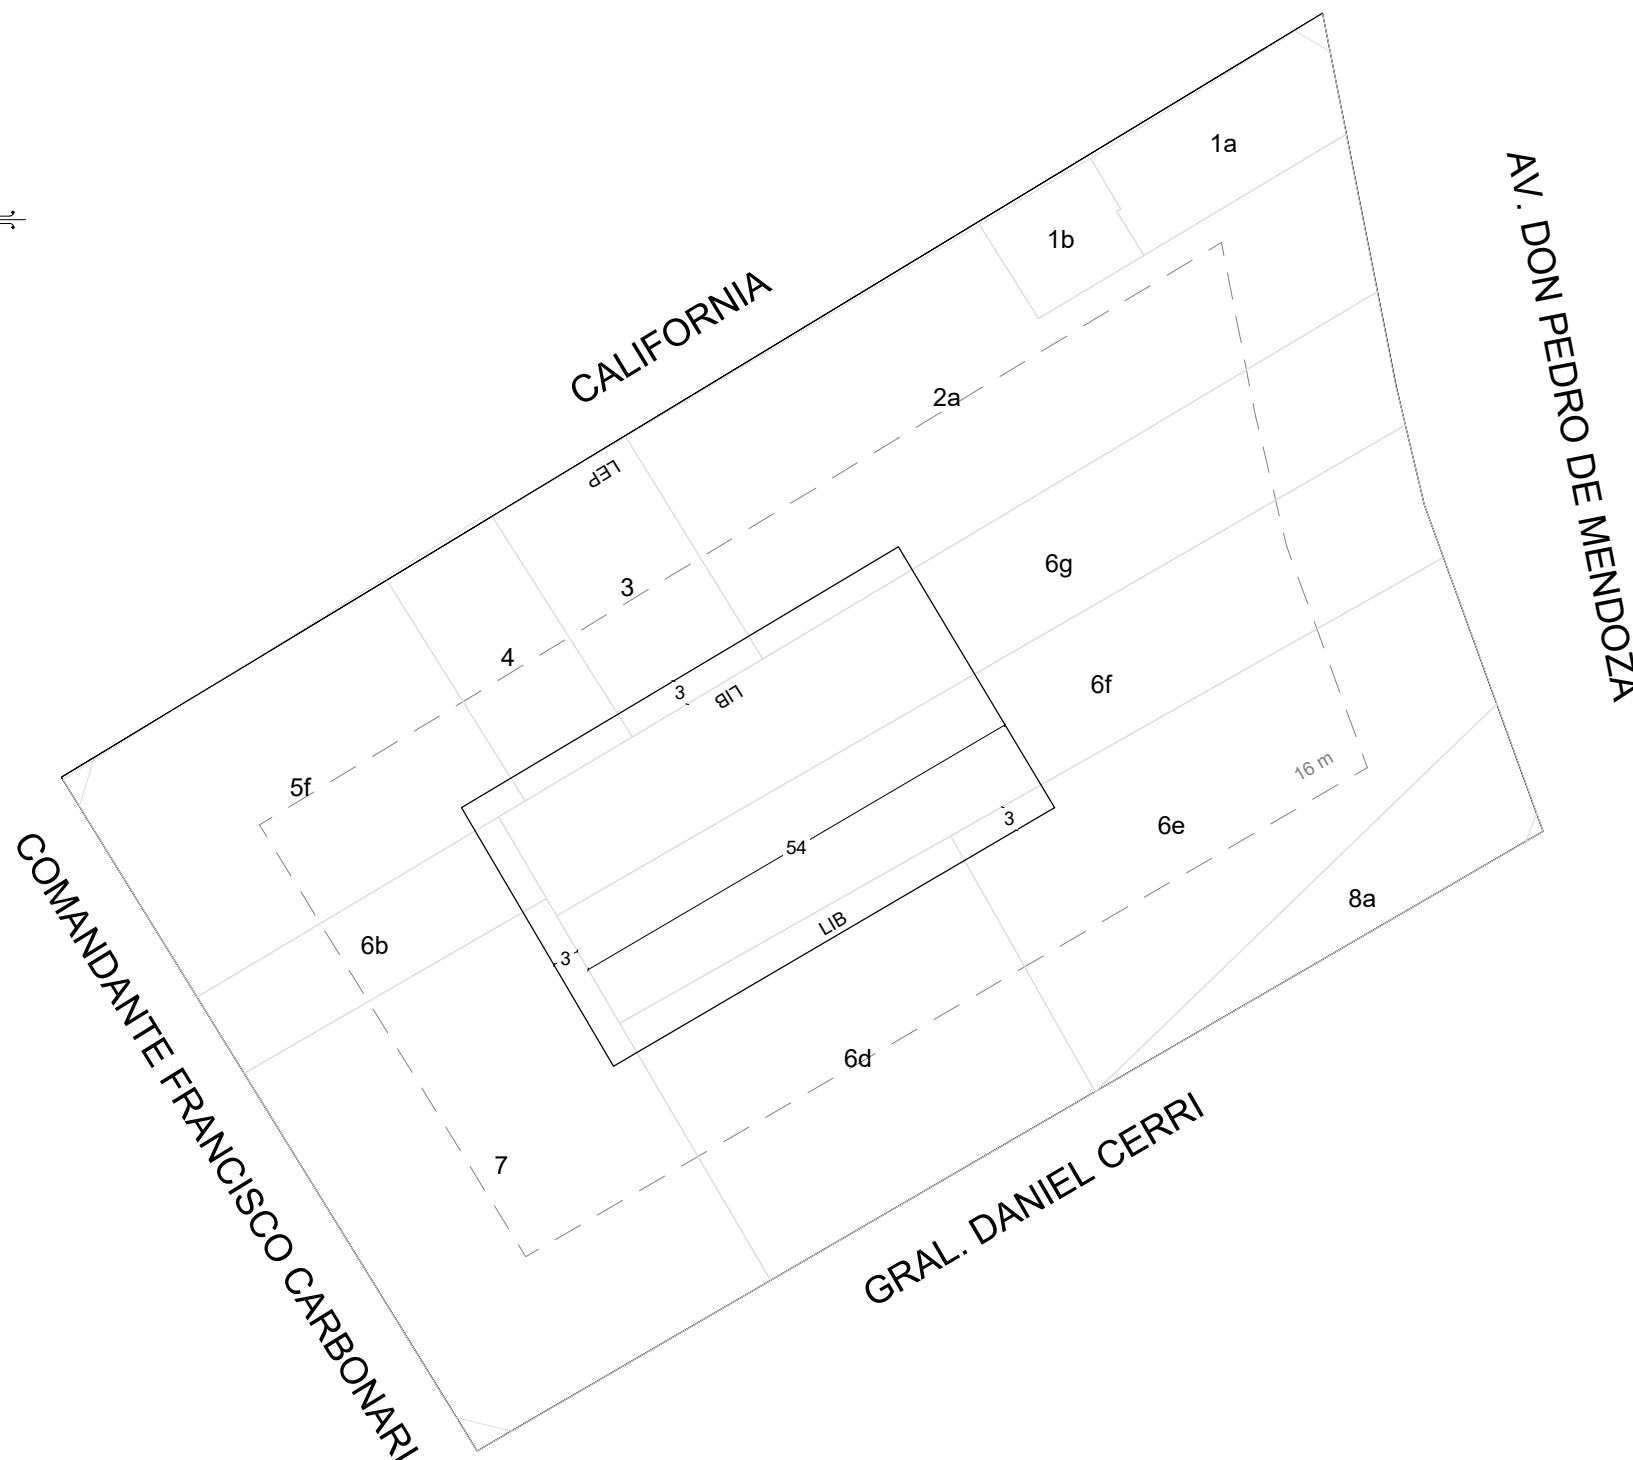 1a
AV. DON PEDRO DE MENDOZA
1b
CALIFORNIA
2a
LEP
6g
3
4
6f
3
LIB
16 m
5f
3
6e
54
8a
LIB
6b
3
6d
7
COMANDANTE FRANCISCO CARBONARI
GRAL. DANIEL CERRI